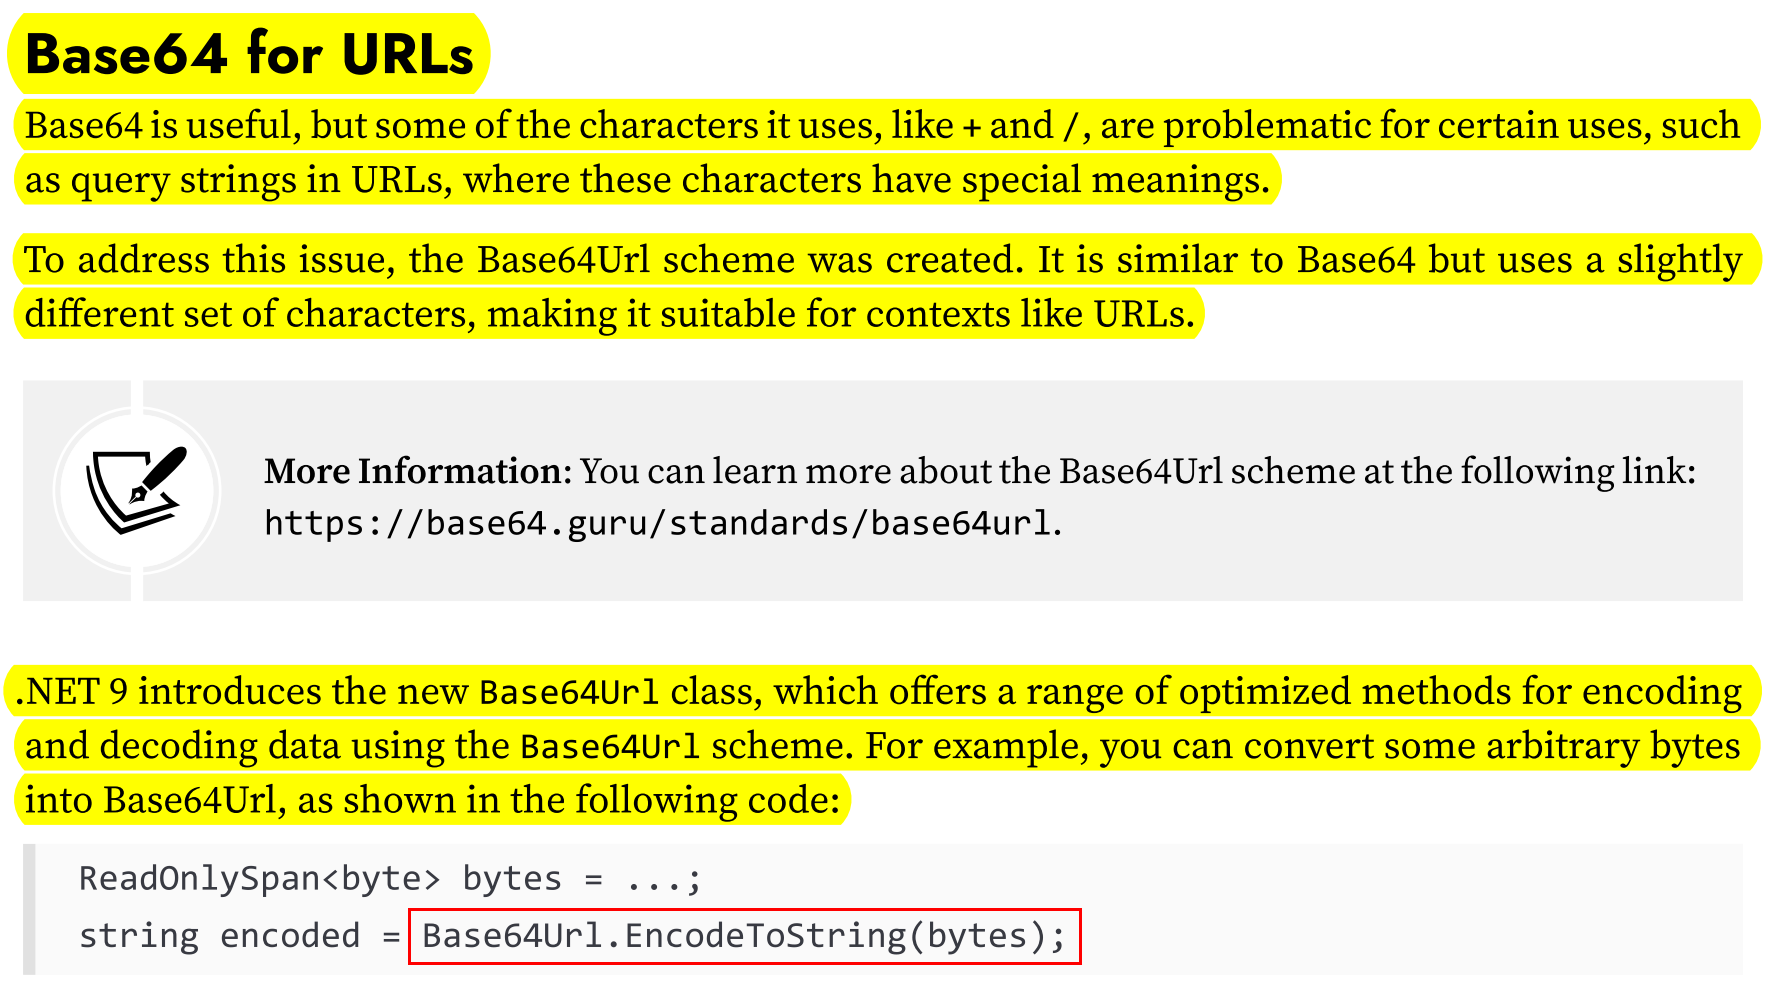 Base64 for URLs
Base64 is useful, but some of the characters it uses, like + and /, are problematic for certain uses, such
as query strings in URLs, where these characters have special meanings.
To address this issue, the Base64Url scheme was created. It is similar to Base64 but uses a slightly
different set of characters, making it suitable for contexts like URLs.
More Information: You can learn more about the Base64Url scheme at the following link:
https://base64.guru/standards/base64url.
.NET 9 introduces the new Base64Url class, which offers a range of optimized methods for encoding
and decoding data using the Base64Url scheme. For example, you can convert some arbitrary bytes
into Base64Url, as shown in the following code:
ReadOnlySpan<byte> bytes = ...;
string encoded = Base64Url.EncodeToString(bytes);